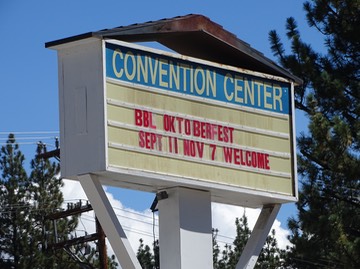 CONVENTION CENTER
BBL OKTOBERFEST
SEPT 11 NOV 7 WELCOME